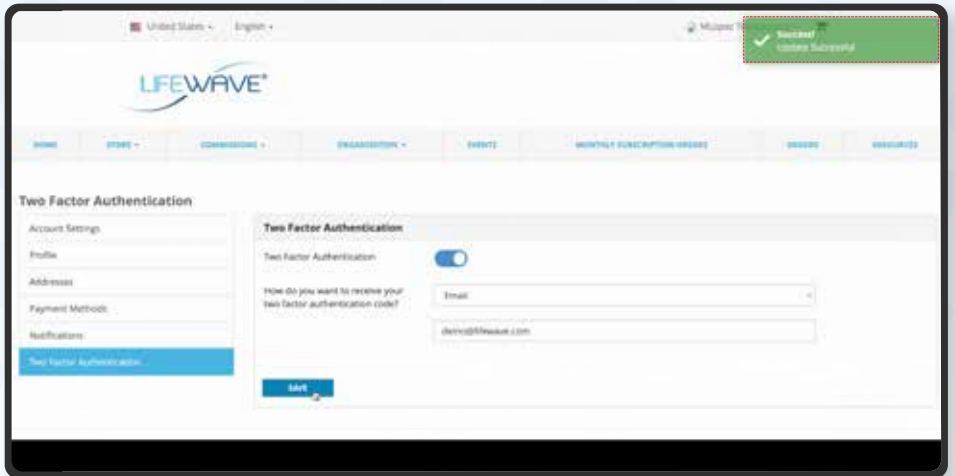 United States
English
Success!
Update Successful
LIFEWAVE®
HOME
STORE
COMMISSIONS
ORGANIZATION
EVENTS
MONTHLY SUBSCRIPTION ORDERS
ORDERS
RESOURCES
Two Factor Authentication
Account Settings
Profile
Addresses
Payment Methods
Notifications
Two Factor Authentication
Two Factor Authentication
Two Factor Authentication
How do you want to receive your
two factor authentication code?
Email
demo@lifewave.com
SAVE